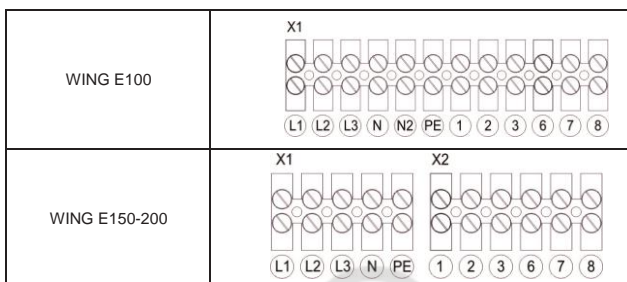 X1
WING E100
L1 L2 L3 N N2 PE 1 2 3 6 7 8
X1 X2
WING E150-200
L1 L2 L3 N PE 1 2 3 6 7 8